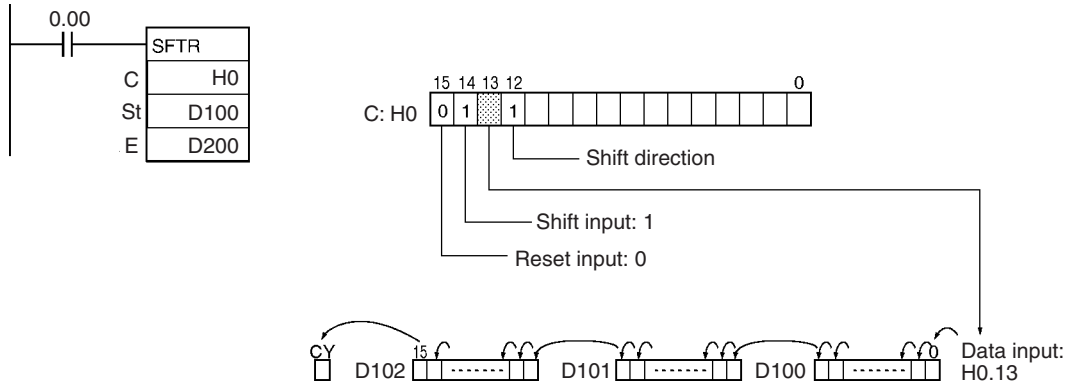 0.00
SFTR
C H0
St D100
E D200
15 14 13 12 0
C: H0 0 1 1
Shift direction
Shift input: 1
Reset input: 0
CY 15 0 Data input:
D102 D101 D100 H0.13